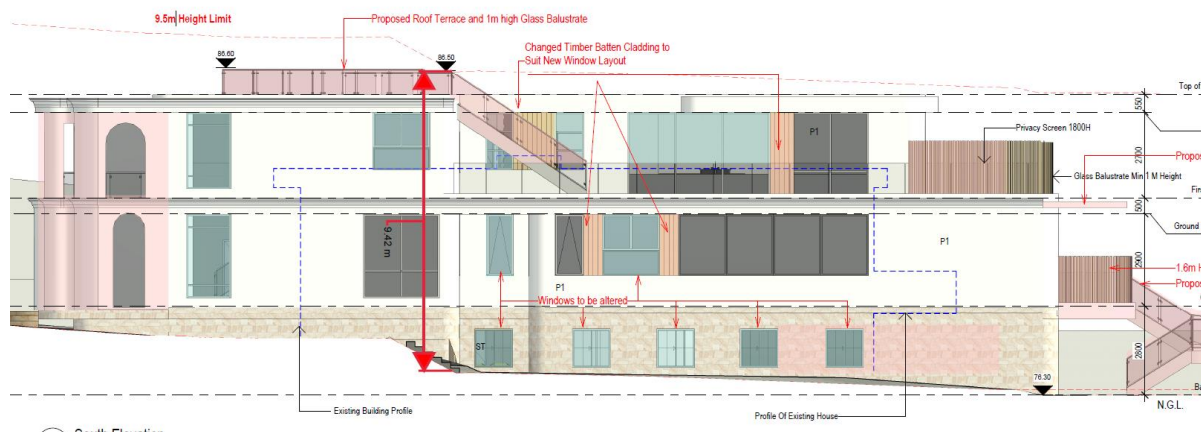 9.5m Height Limit
Proposed Roof Terrace and 1m high Glass Balustrate
86.60
86.50
Changed Timber Batten Cladding to
Suit New Window Layout
Top of
550
P1
Privacy Screen 1800H
2700
Propos
Glass Balustrate Min 1 M Height
Fin
500
Ground
9.42 m
P1
2900
1.6m H
P1
Propos
Windows to be altered
ST
2800
76.30
Ba
N.G.L.
Existing Building Profile
Profile Of Existing House
South Elevation